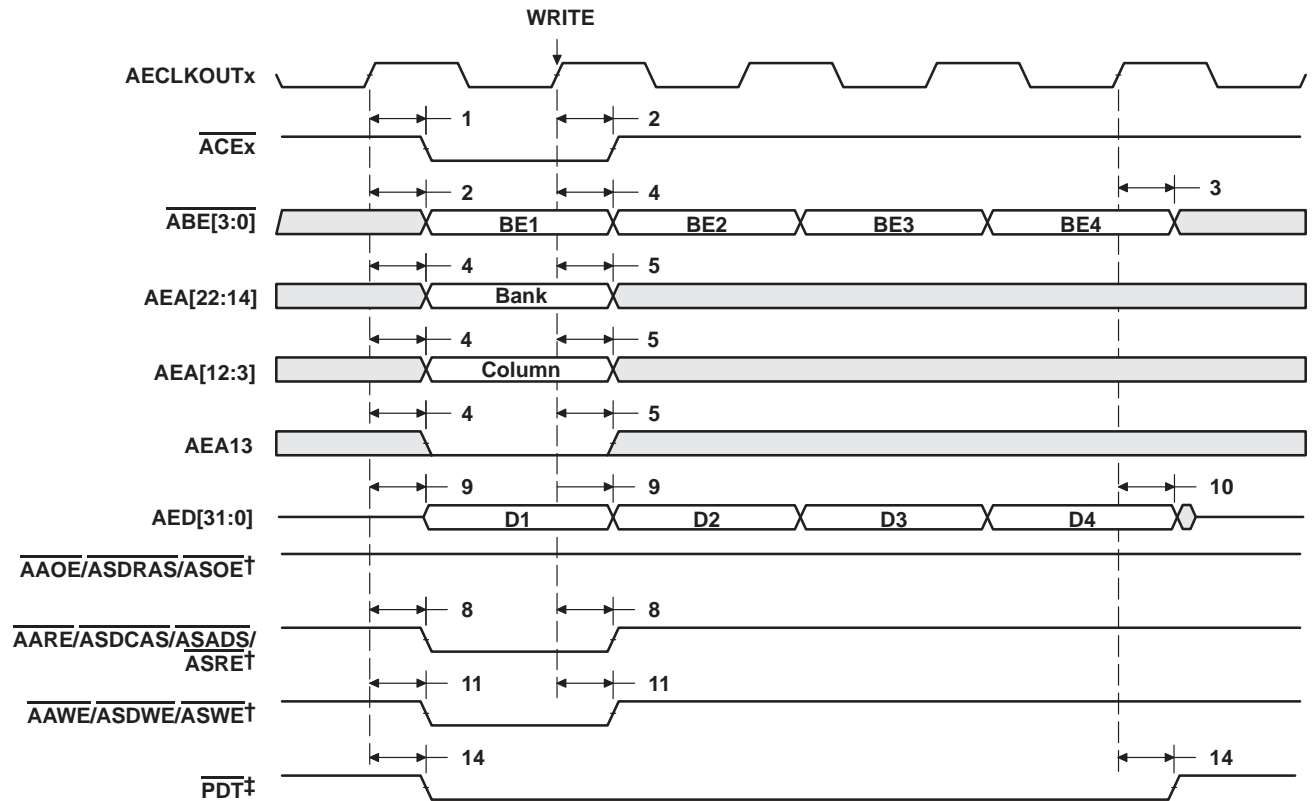 WRITE
AECLKOUTx
1 2
ACEx
2 4 3
ABE[3:0] BE1 BE2 BE3 BE4
4 5
AEA[22:14] Bank
4 5
AEA[12:3] Column
4 5
AEA13
9 9 10
AED[31:0] D1 D2 D3 D4
AAOE/ASDRAS/ASOE†
8 8
AARE/ASDCAS/ASADS/
ASRE†
11 11
AAWE/ASDWE/ASWE†
14 14
PDT‡